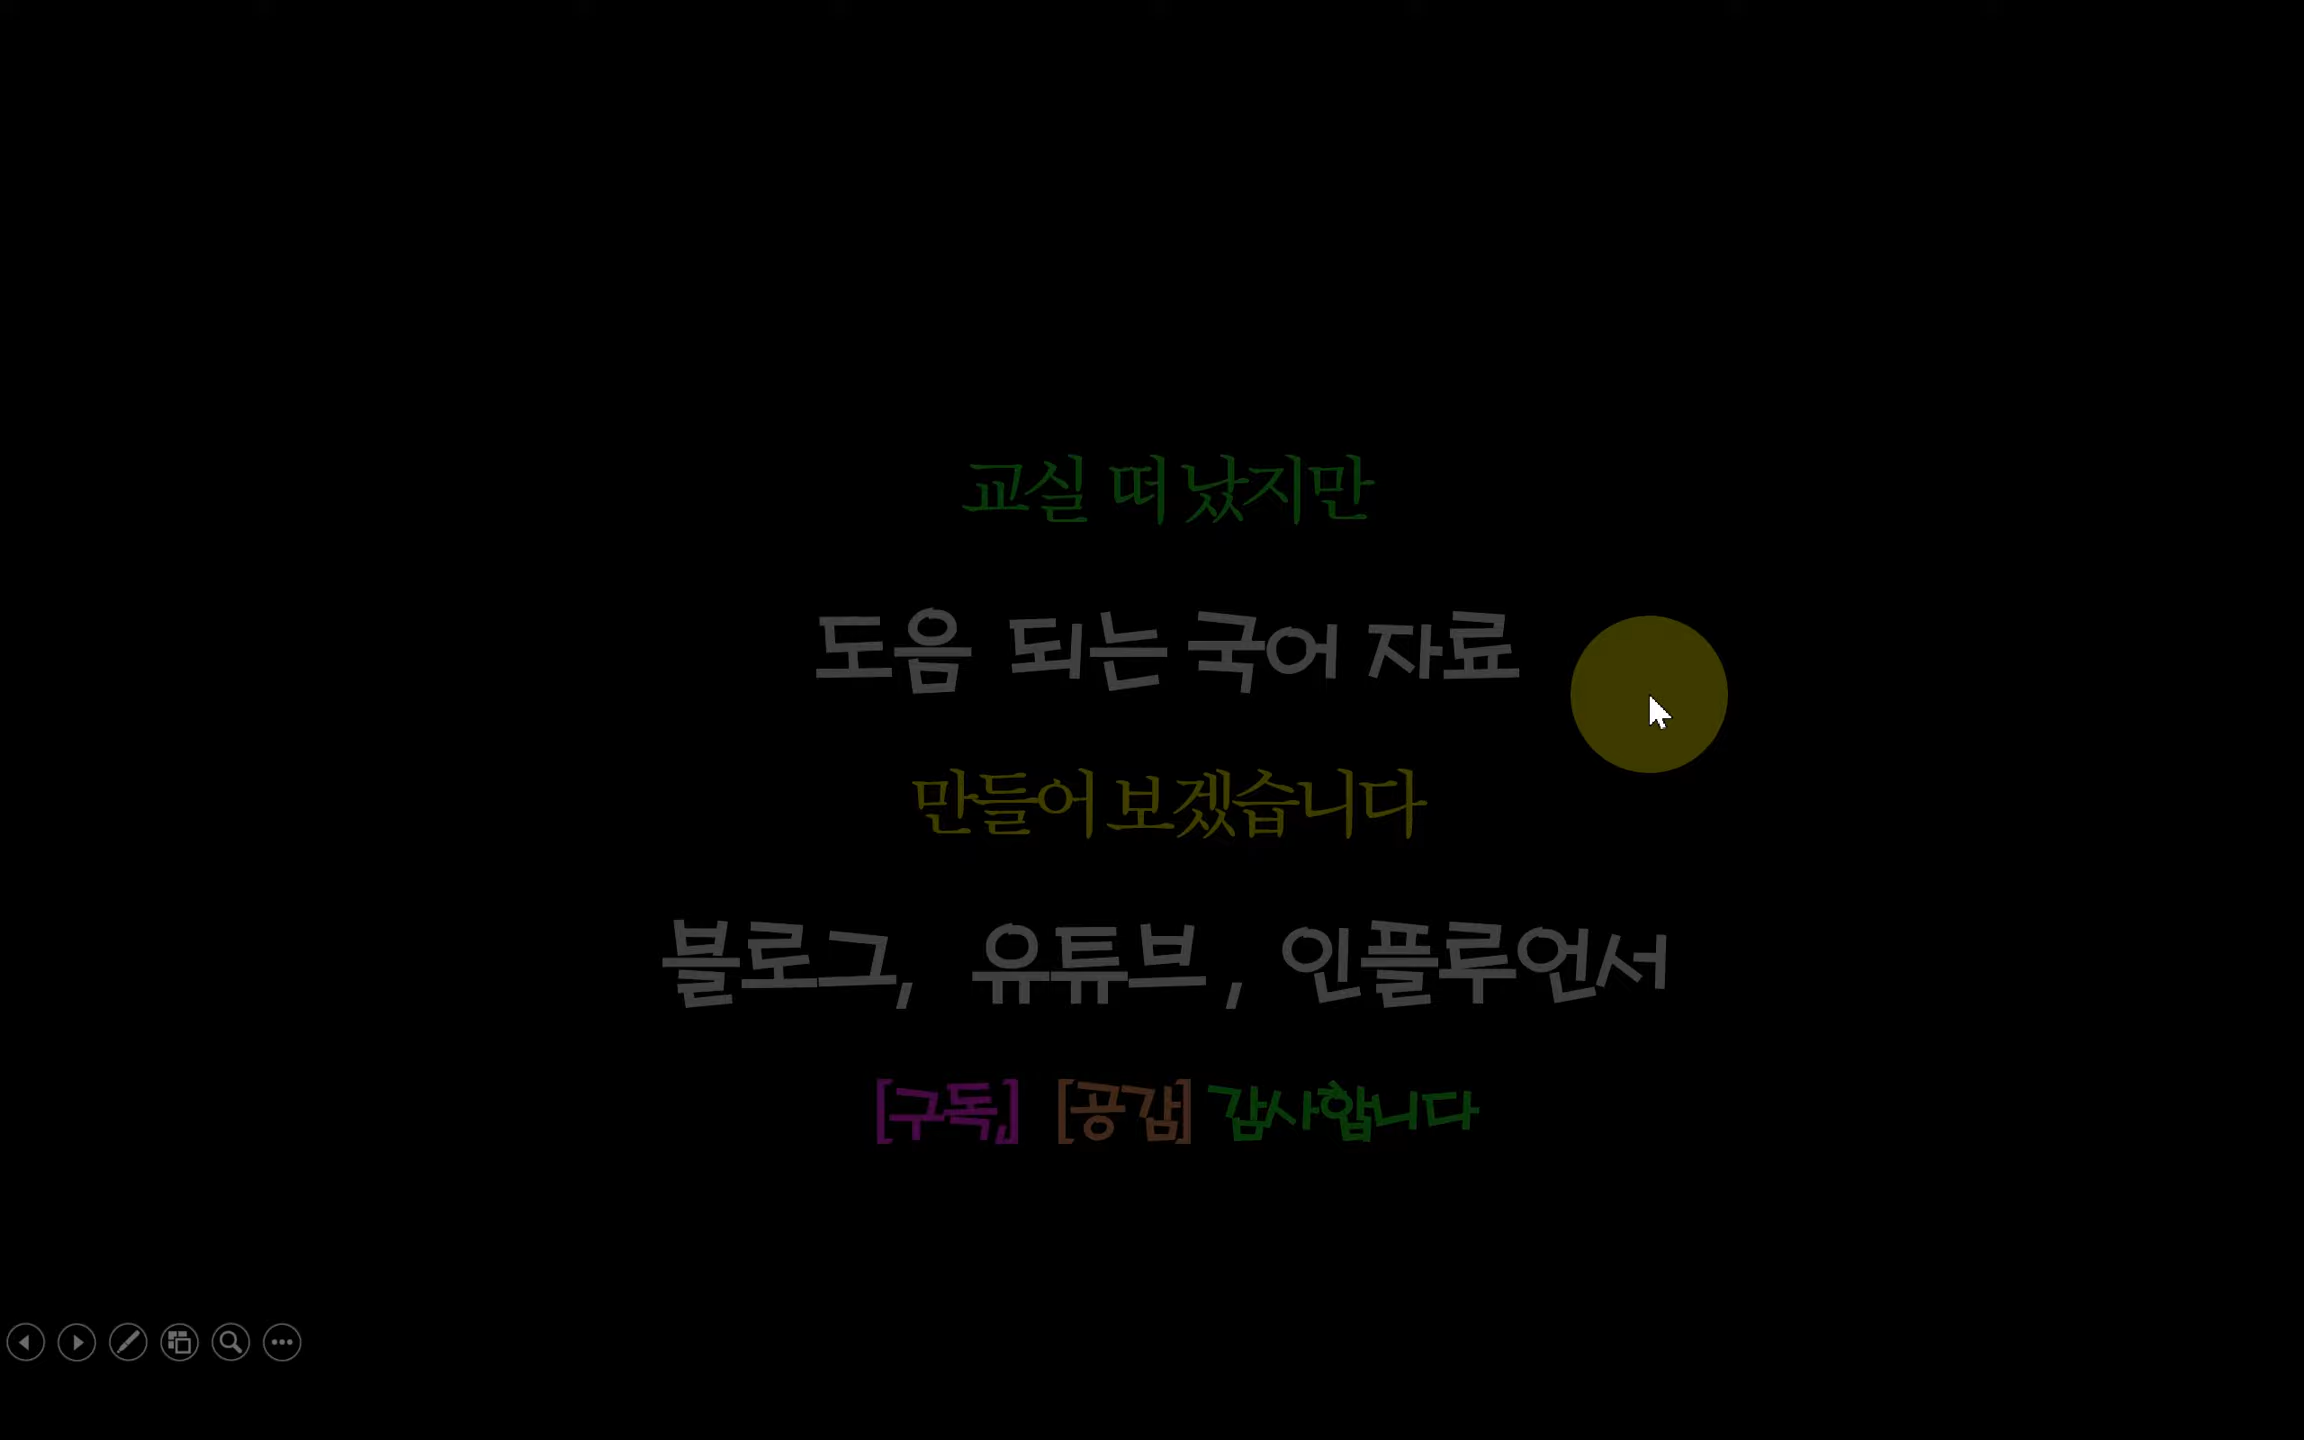 교실 떠났지만
도움 되는 국어 자료
만들어 보겠습니다
블로그, 유튜브, 인플루언서
[구독,] [공감] 감사합니다